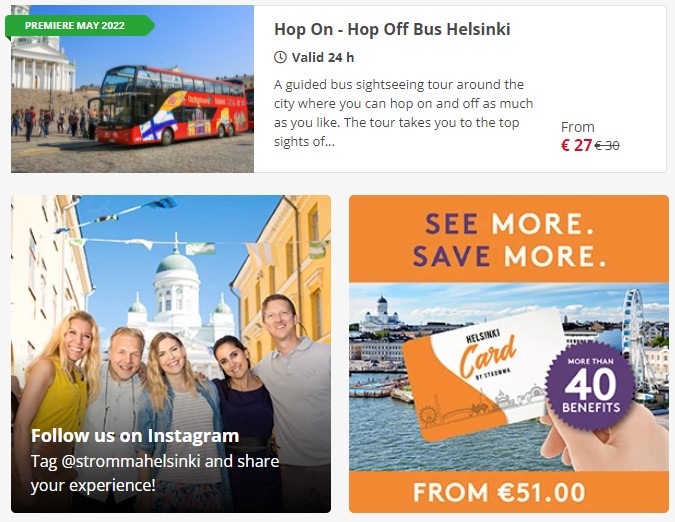 PREMIERE MAY 2022
Hop On - Hop Off Bus Helsinki
Valid 24 h
A guided bus sightseeing tour around the
city where you can hop on and off as much
as you like. The tour takes you to the top
sights of...
From
€ 27 € 30
Follow us on Instagram
Tag @strommahelsinki and share
your experience!
SEE MORE.
SAVE MORE.
HELSINKI
Card
BY STROMMA
MORE THAN
40
BENEFITS
FROM €51.00